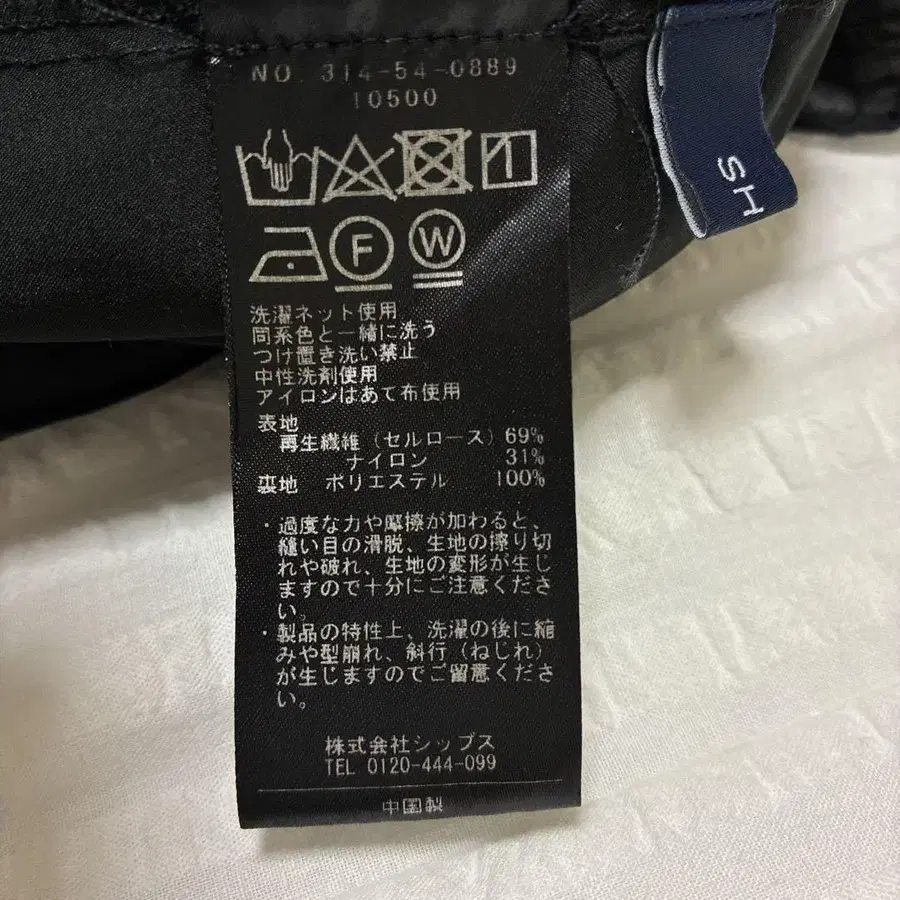 NO. 314-54-0889
10500
F
W
洗濯ネット使用
同系色と一緒に洗う
つけ置き洗い禁止
中性洗剤使用
アイロンはあて布使用
表地
再生繊維(セルロース) 69%
ナイロン 31%
裏地 ポリエステル 100%
・過度な力や摩擦が加わると、
縫い目の滑脱、生地の擦り切
れや破れ、生地の変形が生じ
ますので十分にご注意くださ
い。
・製品の特性上、洗濯の後に縮
みや型崩れ、斜行(ねじれ)
が生じますのでご留意くださ
い。
株式会社シップス
TEL 0120-444-099
中国製
SH